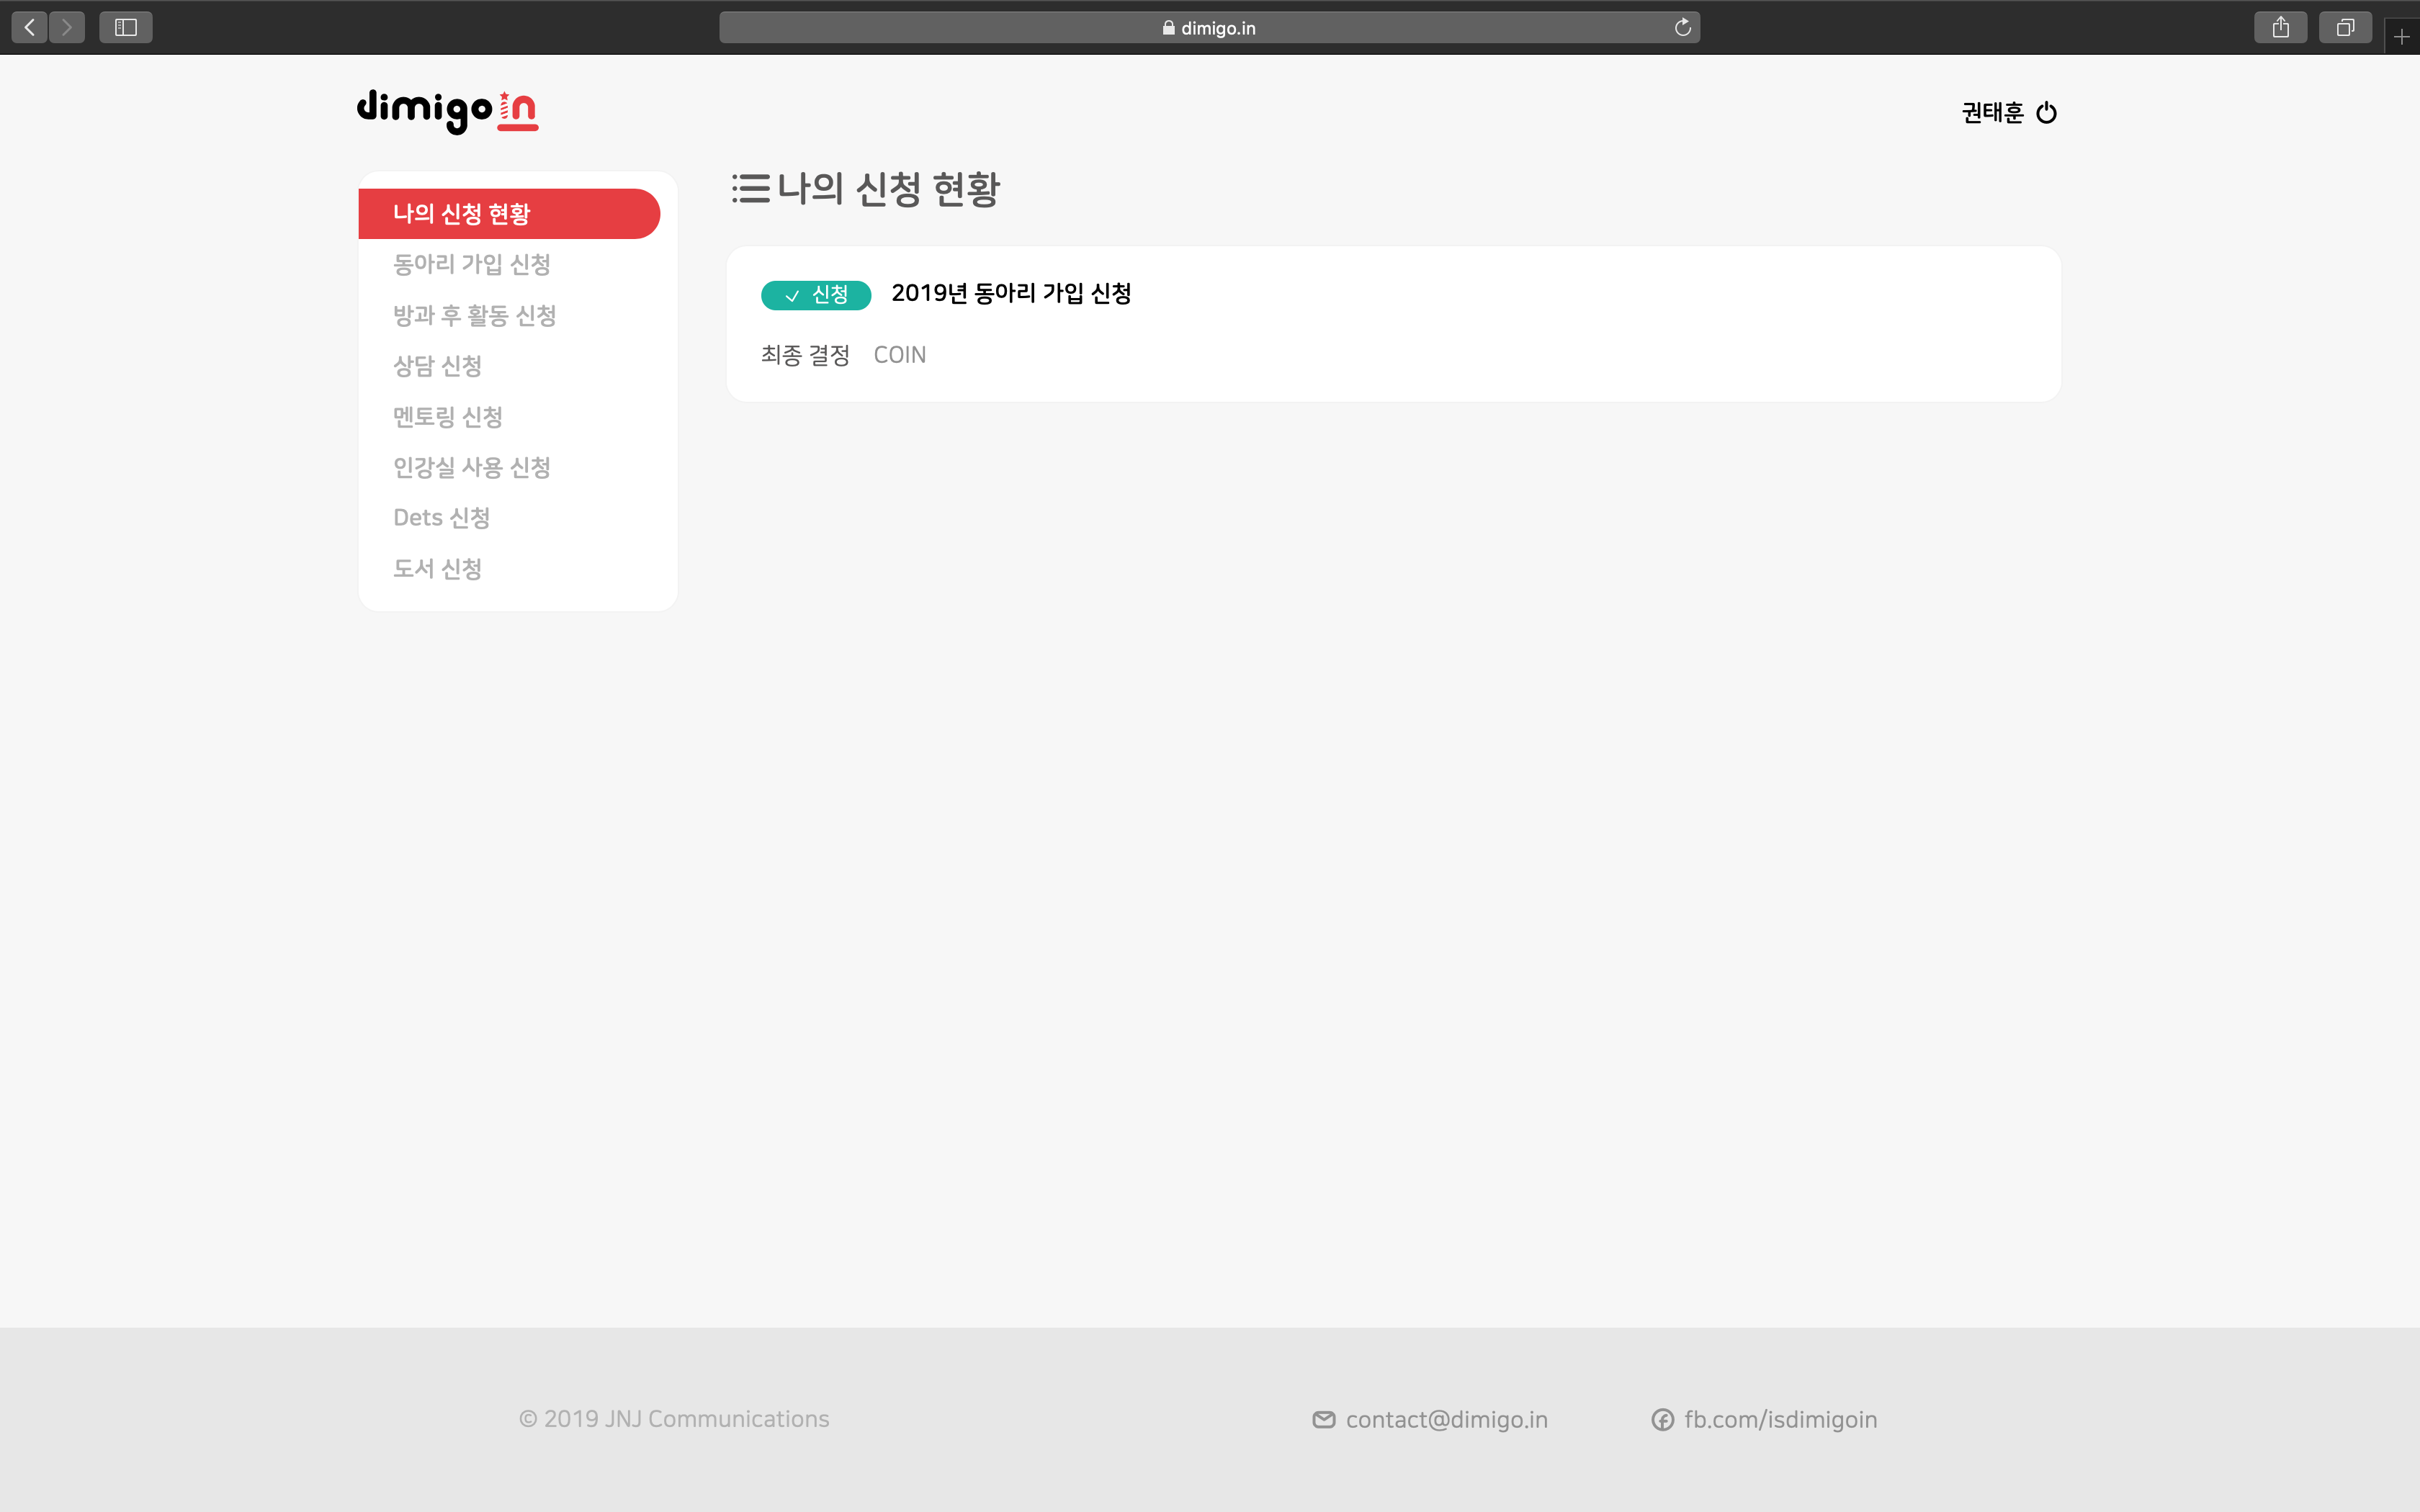 dimigo.in
dimigoin
권태훈
나의 신청 현황
동아리 가입 신청
방과 후 활동 신청
상담 신청
멘토링 신청
인강실 사용 신청
Dets 신청
도서 신청
나의 신청 현황
신청 2019년 동아리 가입 신청
최종 결정 COIN
© 2019 JNJ Communications
contact@dimigo.in
fb.com/isdimigoin